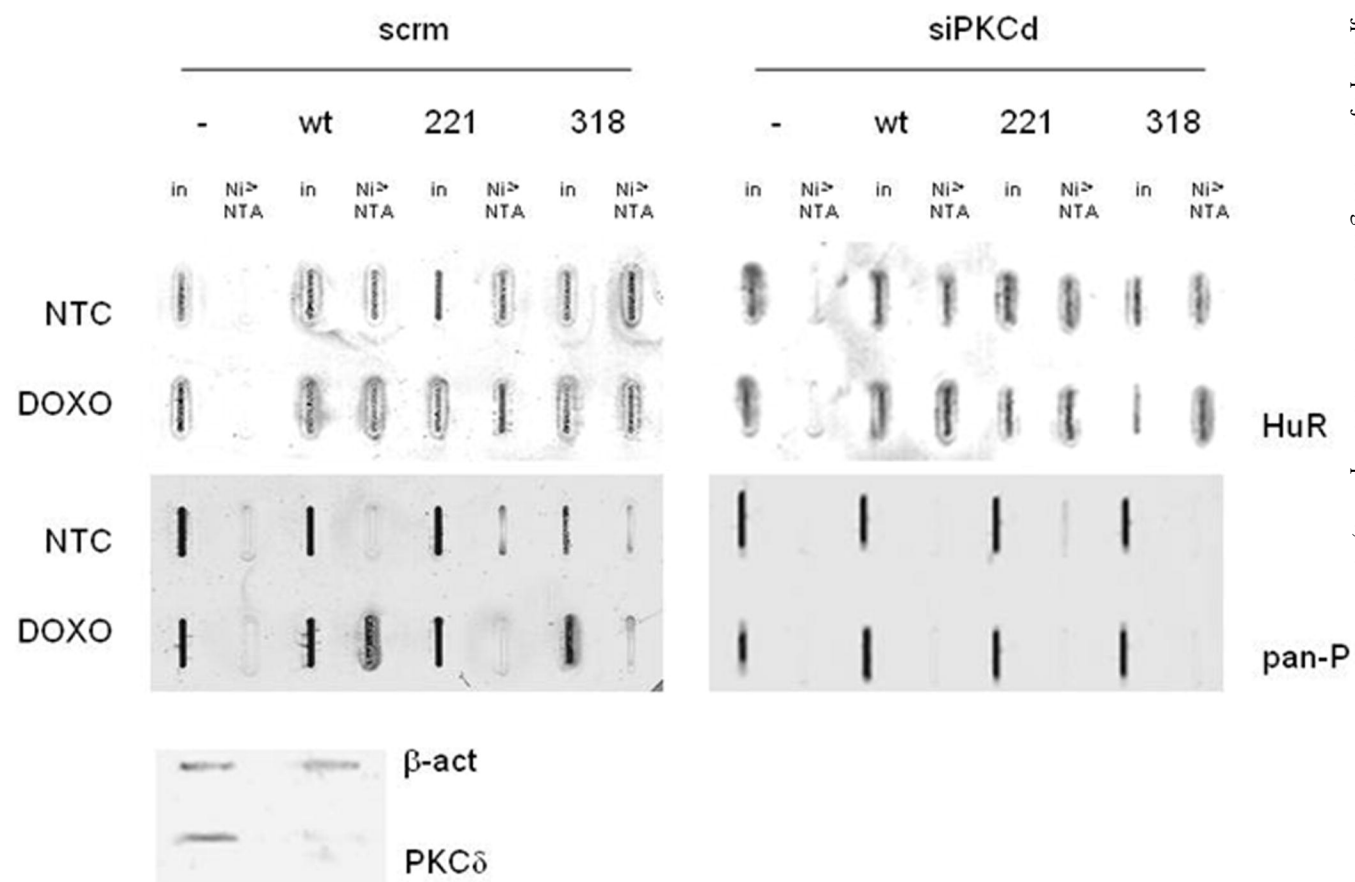 scrm siPKCd
- wt 221 318 - wt 221 318
in Ni²⁺ in Ni²⁺ in Ni²⁺ in Ni²⁺ in Ni²⁺ in Ni²⁺ in Ni²⁺ in Ni²⁺
NTA NTA NTA NTA NTA NTA NTA NTA
NTC
DOXO
HuR
NTC
DOXO
pan-P
β-act
PKCδ